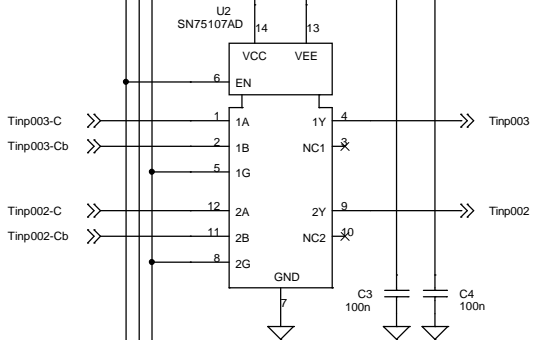 U2
SN75107AD
14
13
VCC
VEE
6
EN
Tinp003-C
1
1A
1Y
4
Tinp003
Tinp003-Cb
2
1B
NC1
3
5
1G
Tinp002-C
12
2A
2Y
9
Tinp002
Tinp002-Cb
11
2B
NC2
10
8
2G
GND
7
C3
100n
C4
100n